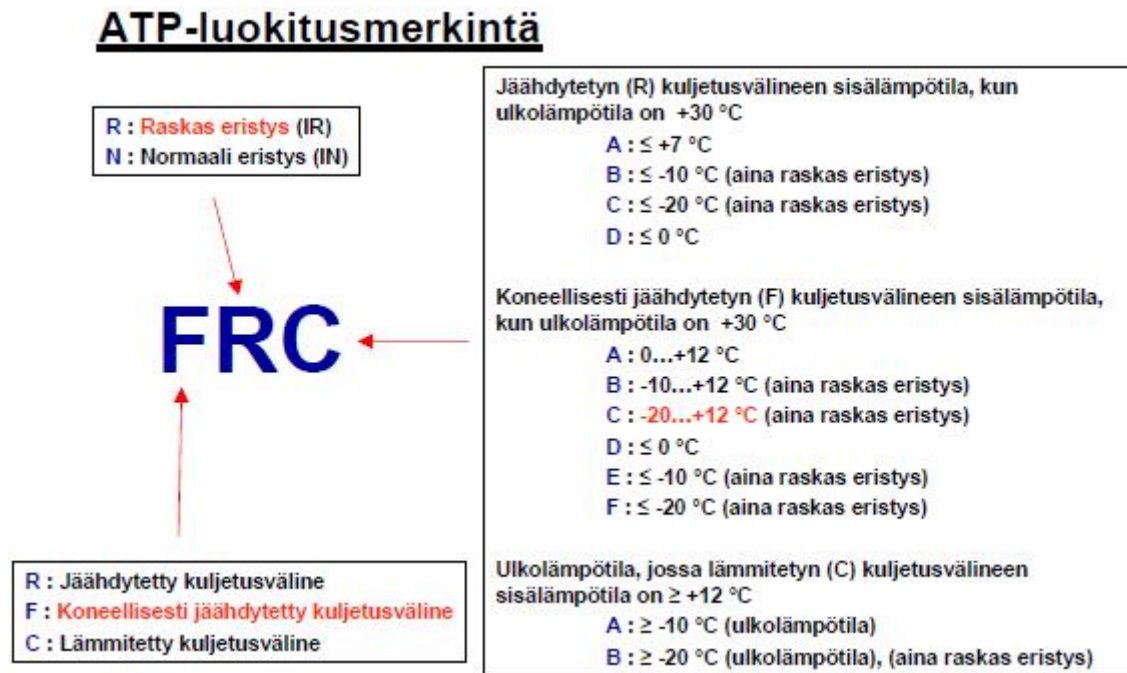 ATP-luokitusmerkintä
R : Raskas eristys (IR)
N : Normaali eristys (IN)
FRC
R : Jäähdytetty kuljetusväline
F : Koneellisesti jäähdytetty kuljetusväline
C : Lämmitetty kuljetusväline
Jäähdytetyn (R) kuljetusvälineen sisälämpötila, kun
ulkolämpötila on +30 °C
A : ≤ +7 °C
B : ≤ -10 °C (aina raskas eristys)
C : ≤ -20 °C (aina raskas eristys)
D : ≤ 0 °C
Koneellisesti jäähdytetyn (F) kuljetusvälineen sisälämpötila,
kun ulkolämpötila on +30 °C
A : 0...+12 °C
B : -10...+12 °C (aina raskas eristys)
C : -20...+12 °C (aina raskas eristys)
D : ≤ 0 °C
E : ≤ -10 °C (aina raskas eristys)
F : ≤ -20 °C (aina raskas eristys)
Ulkolämpötila, jossa lämmitetyn (C) kuljetusvälineen
sisälämpötila on ≥ +12 °C
A : ≥ -10 °C (ulkolämpötila)
B : ≥ -20 °C (ulkolämpötila), (aina raskas eristys)